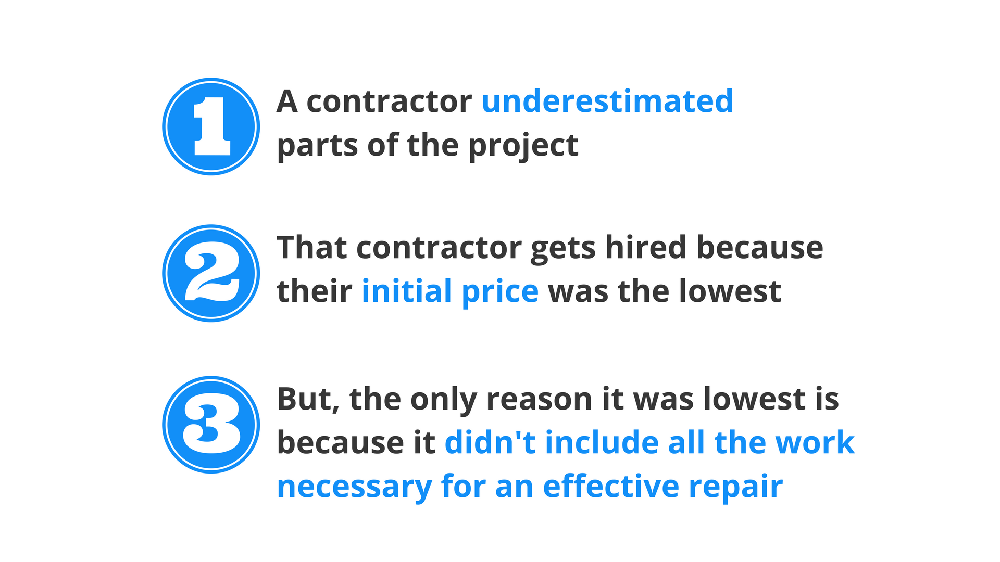 1
A contractor underestimated
parts of the project
2
That contractor gets hired because
their initial price was the lowest
3
But, the only reason it was lowest is
because it didn't include all the work
necessary for an effective repair